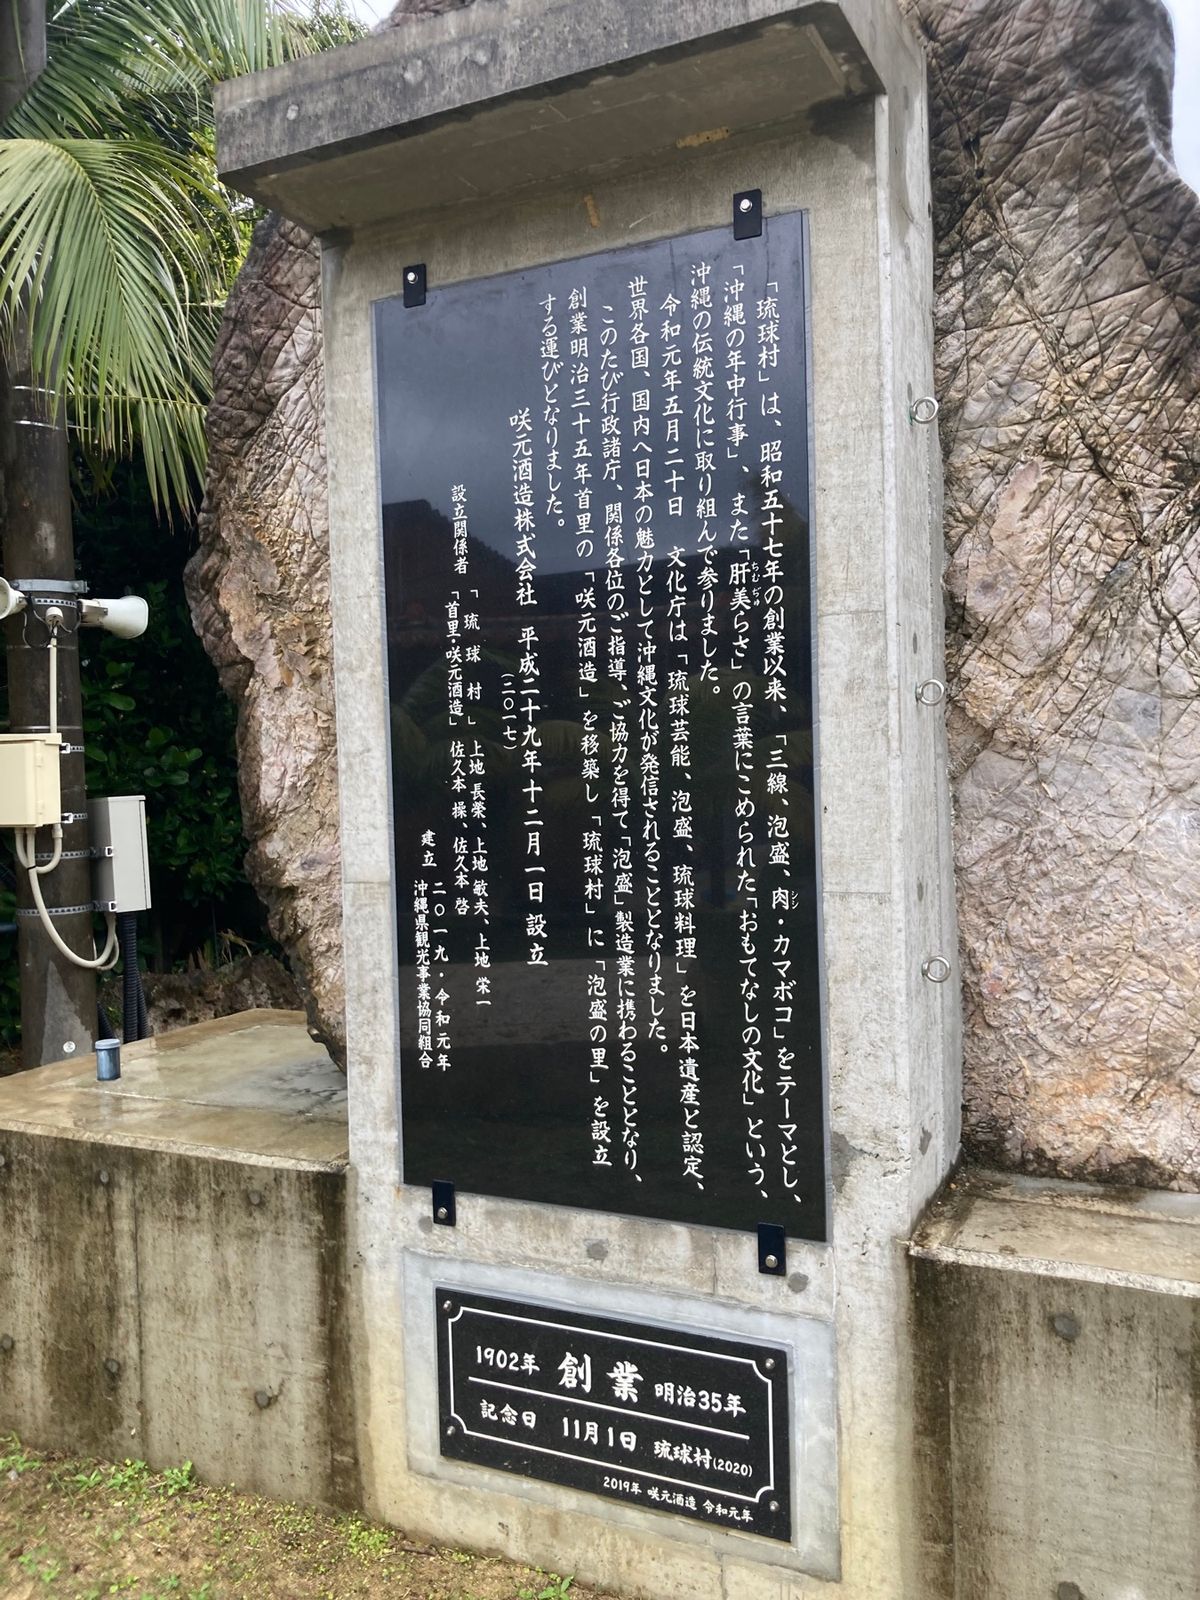 「琉球村」は、昭和五十七年の創業以来、「三線、泡盛、肉・カマボコ」をテーマとし、
シシ
「沖縄の年中行事」、また「肝美らさ」の言葉にこめられた「おもてなしの文化」という、
ちむぢゅ
沖縄の伝統文化に取り組んで参りました。
令和元年五月二十日 文化庁は「琉球芸能、泡盛、琉球料理」を日本遺産と認定、
世界各国、国内へ日本の魅力として沖縄文化が発信されることとなりました。
このたび行政諸庁、関係各位のご指導、ご協力を得て「泡盛」製造業に携わることとなり、
創業明治三十五年首里の「咲元酒造」を移築し「琉球村」に「泡盛の里」を設立
する運びとなりました。
咲元酒造株式会社 平成二十九年十二月一日 設立
(二〇一七)
設立関係者 「琉球村」 上地 長榮、上地 敏夫、上地 栄一
「首里・咲元酒造」 佐久本 操、佐久本 啓
建立 二〇一九・令和元年
沖縄県観光事業協同組合
1902年 創業 明治35年
記念日 11月1日 琉球村(2020)
2019年 咲元酒造 令和元年